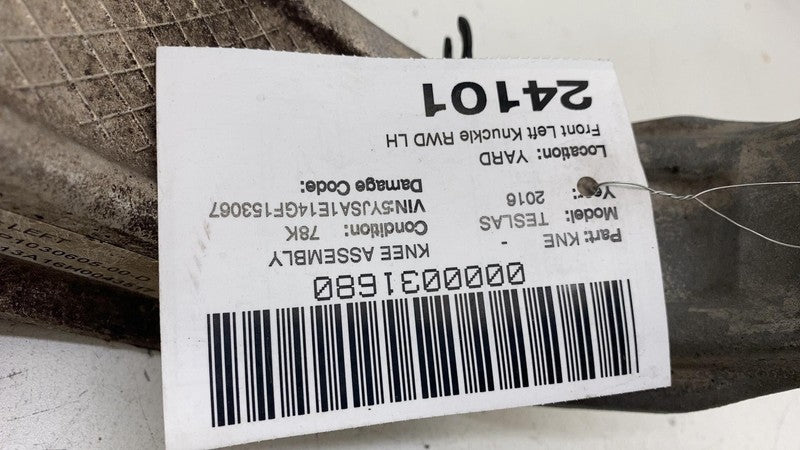 0000031680
Part: KNE - KNEE ASSEMBLY
Model: TESLAS Condition: 78K
Year: 2016 VIN:5YJSA1E14GF153067
Location: YARD Damage Code:
Front Left Knuckle RWD LH
24101
LEFT